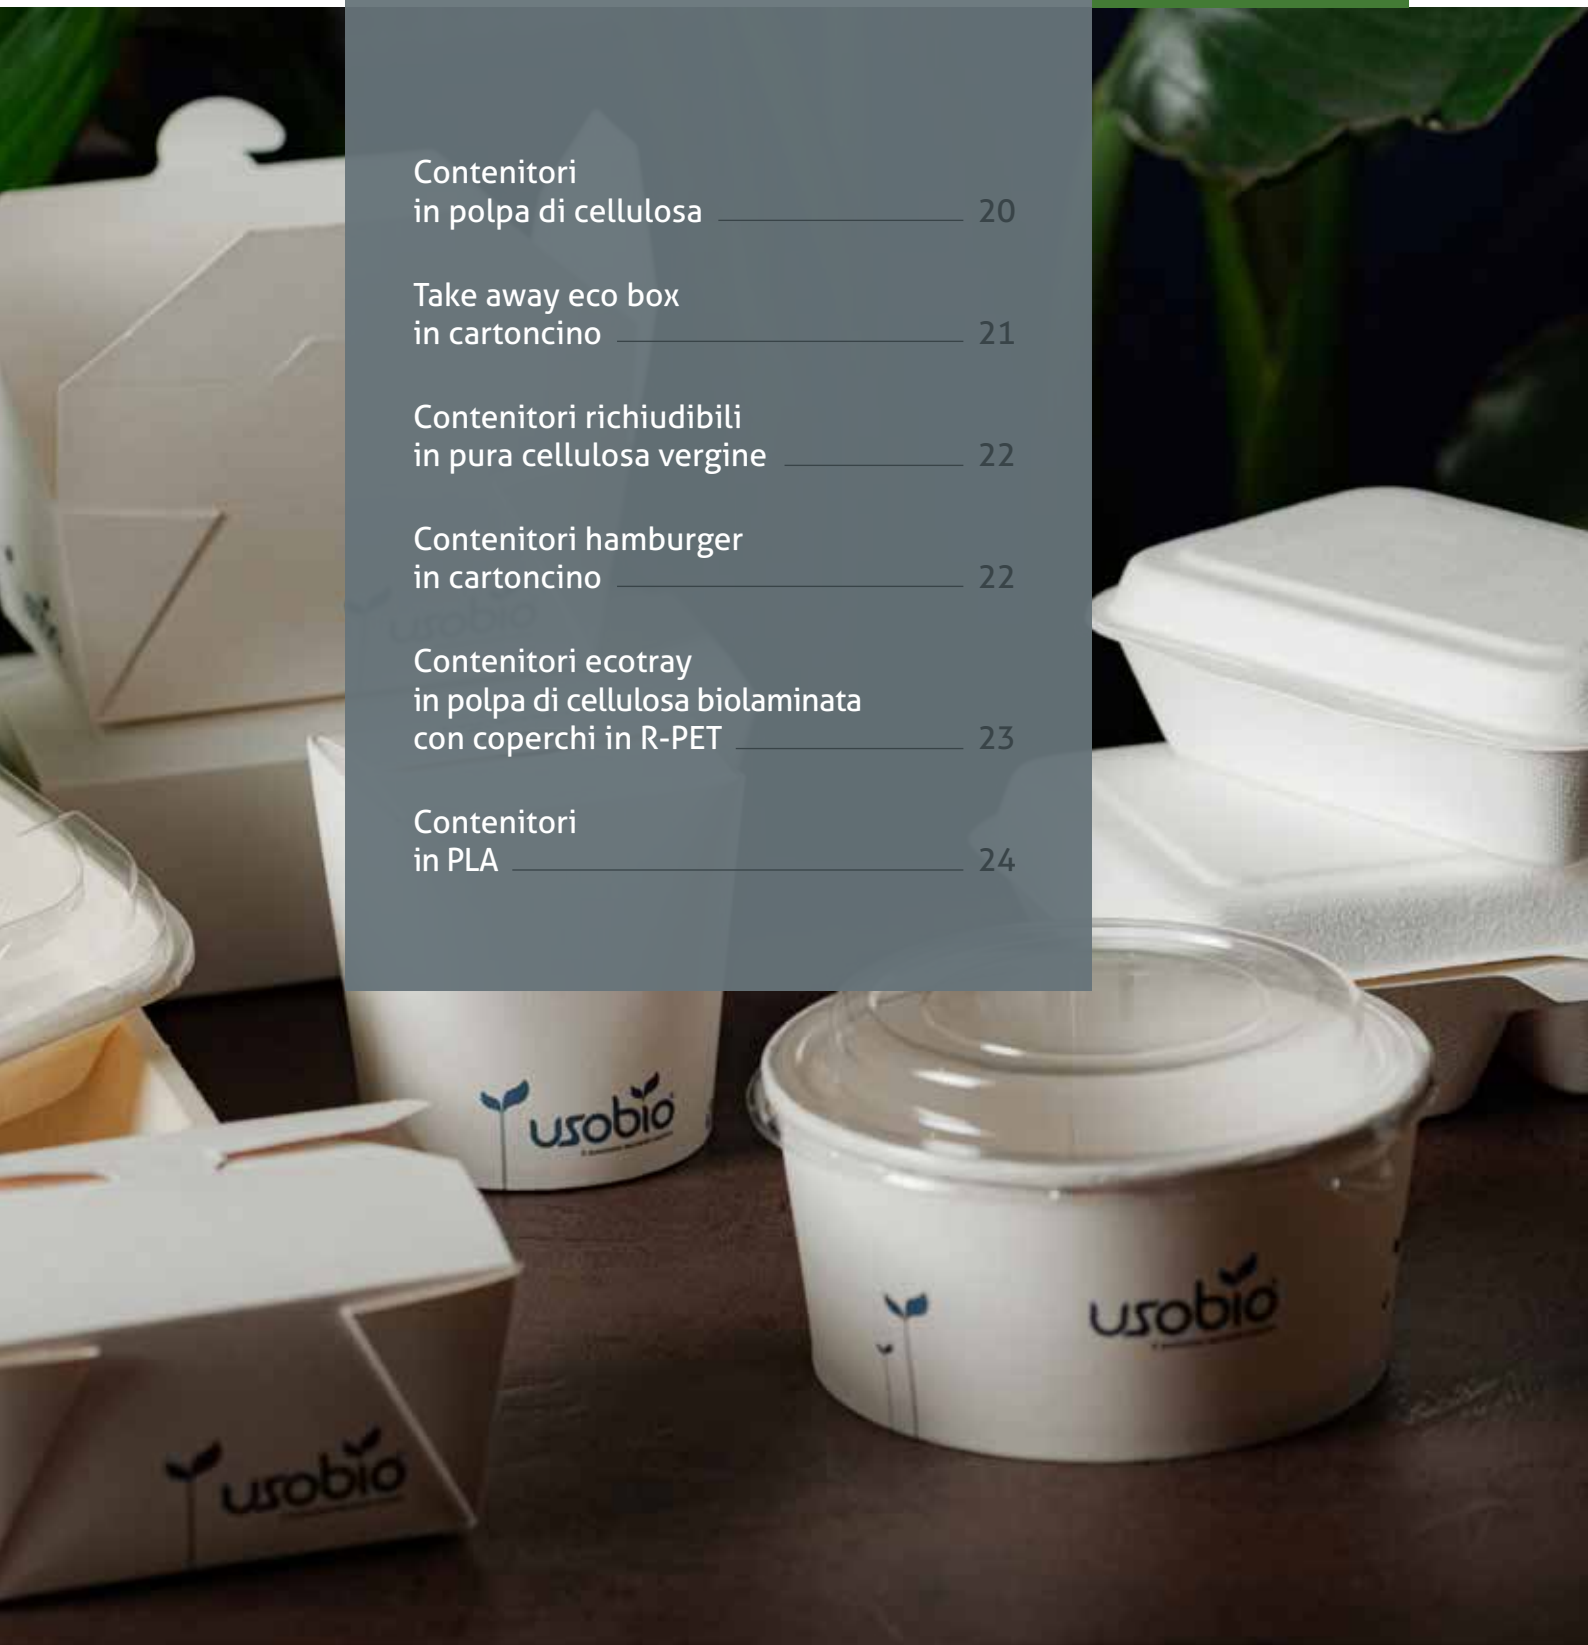 Contenitori
in polpa di cellulosa 20
Take away eco box
in cartoncino 21
Contenitori richiudibili
in pura cellulosa vergine 22
Contenitori hamburger
in cartoncino 22
Contenitori ecotray
in polpa di cellulosa biolaminata
con coperchi in R-PET 23
Contenitori
in PLA 24
usobio
usobio
usobio
usobio